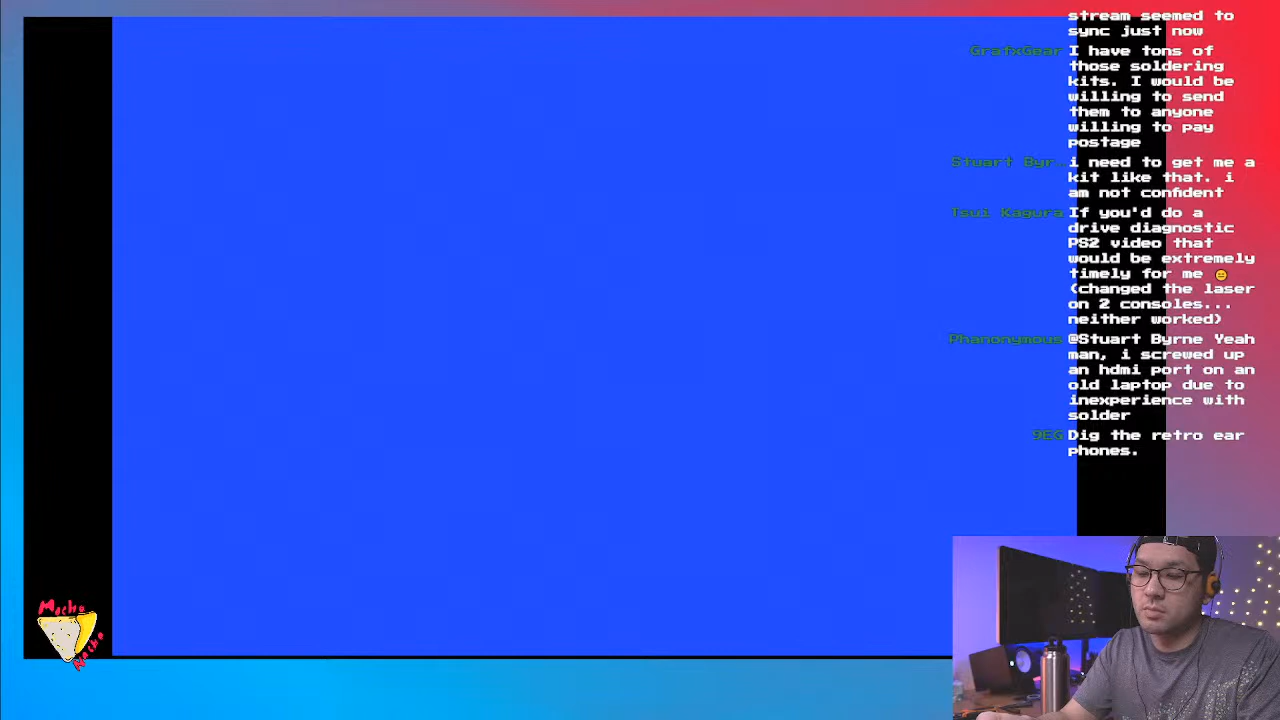 stream seemed to
sync just now
GrafxGear I have tons of
those soldering
kits. I would be
willing to send
them to anyone
willing to pay
postage
Stuart Byr.. i need to get me a
kit like that. i
am not confident
Tsui Kagura If you'd do a
drive diagnostic
PS2 video that
would be extremely
timely for me
(changed the laser
on 2 consoles...
neither worked)
Phanonymous @Stuart Byrne Yeah
man, i screwed up
an hdmi port on an
old laptop due to
inexperience with
solder
9EG Dig the retro ear
phones.
Macho
Nacho